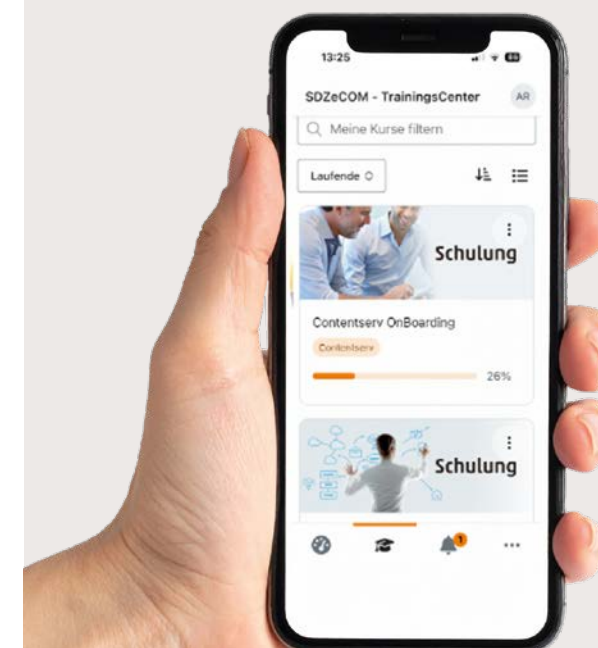 13:25
SDZeCOM - TrainingsCenter
AR
Meine Kurse filtern
Laufende
Schulung
Contentserv OnBoarding
Contentserv
26%
Schulung
1